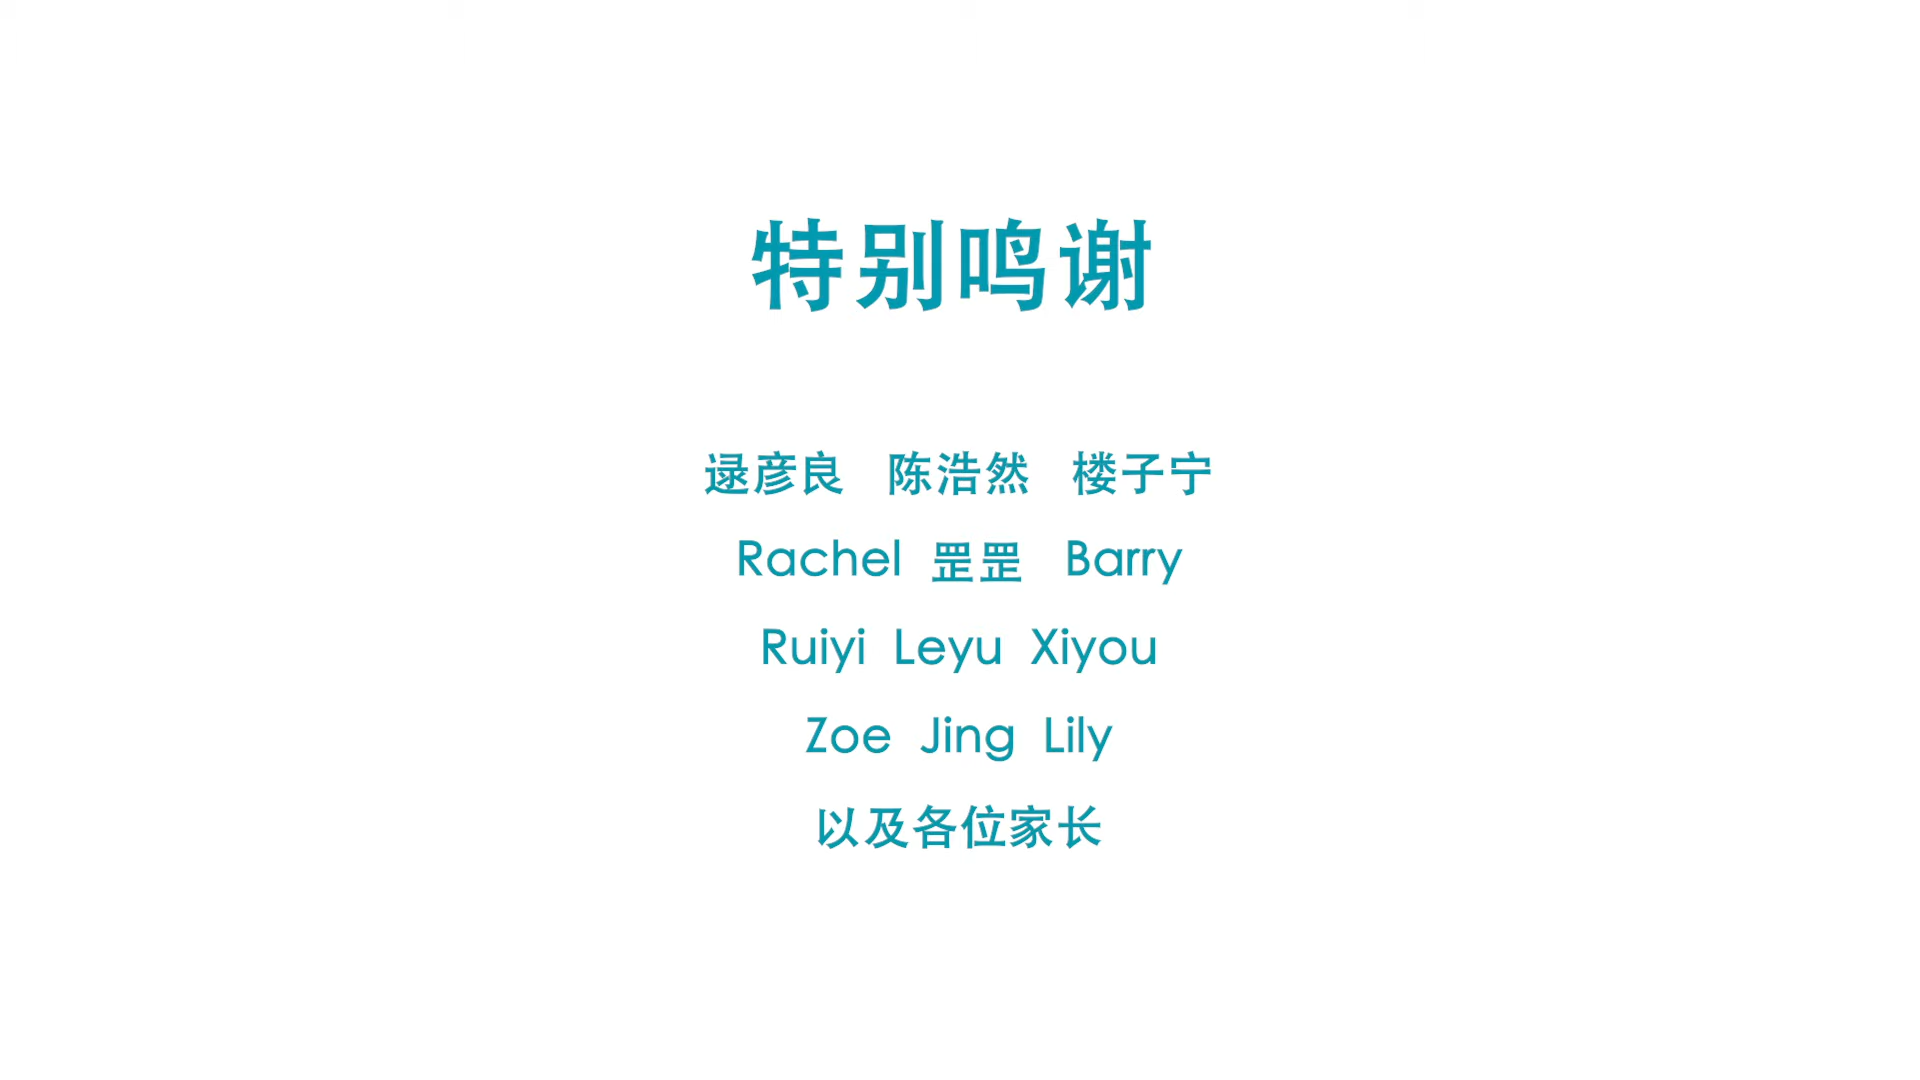 特别鸣谢
逯彦良 陈浩然 楼子宁
Rachel 罡罡 Barry
Ruiyi Leyu Xiyou
Zoe Jing Lily
以及各位家长